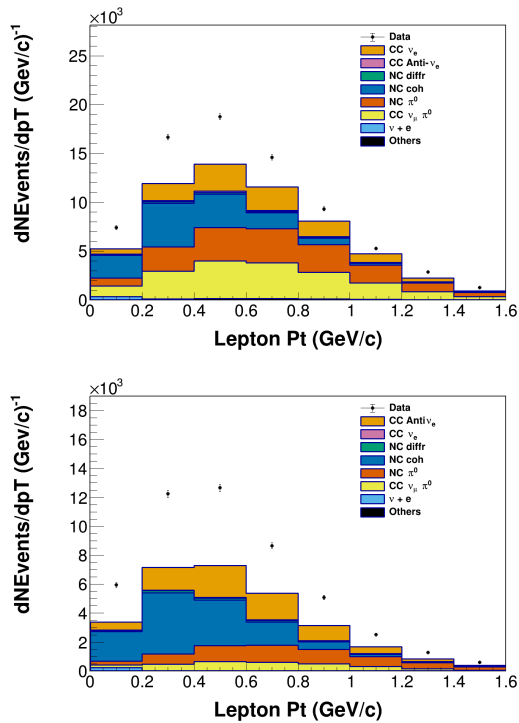 ×10³
dNEvents/dpT (Gev/c)⁻¹
25
20
15
10
5
0
0 0.2 0.4 0.6 0.8 1 1.2 1.4 1.6
Lepton Pt (GeV/c)
Data
CC νₑ
CC Anti-νₑ
NC diffr
NC coh
NC π⁰
CC ν_μ π⁰
ν + e
Others
×10³
dNEvents/dpT (Gev/c)⁻¹
18
16
14
12
10
8
6
4
2
0
0 0.2 0.4 0.6 0.8 1 1.2 1.4 1.6
Lepton Pt (GeV/c)
Data
CC Anti νₑ
CC νₑ
NC diffr
NC coh
NC π⁰
CC ν_μ π⁰
ν + e
Others